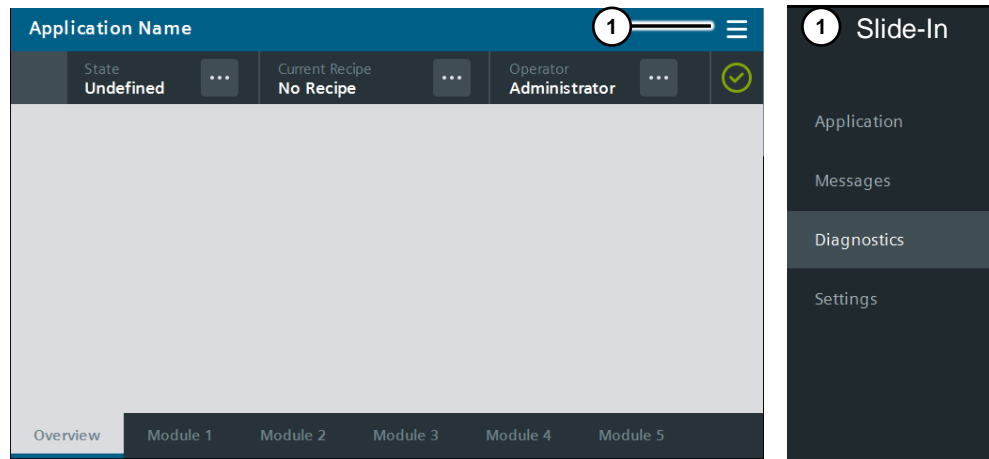 Application Name
1
State
Undefined
...
Current Recipe
No Recipe
...
Operator
Administrator
...
Overview
Module 1
Module 2
Module 3
Module 4
Module 5
1 Slide-In
Application
Messages
Diagnostics
Settings